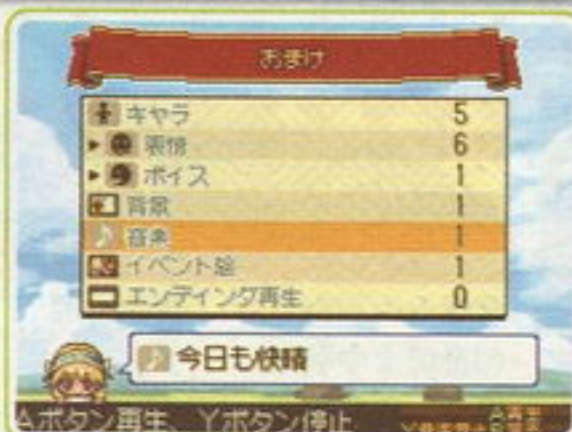 おまけ
キャラ 5
表情 6
ボイス 1
背景 1
音楽 1
イベント絵 1
エンディング再生 0
今日も快晴
Aボタン再生、Yボタン停止